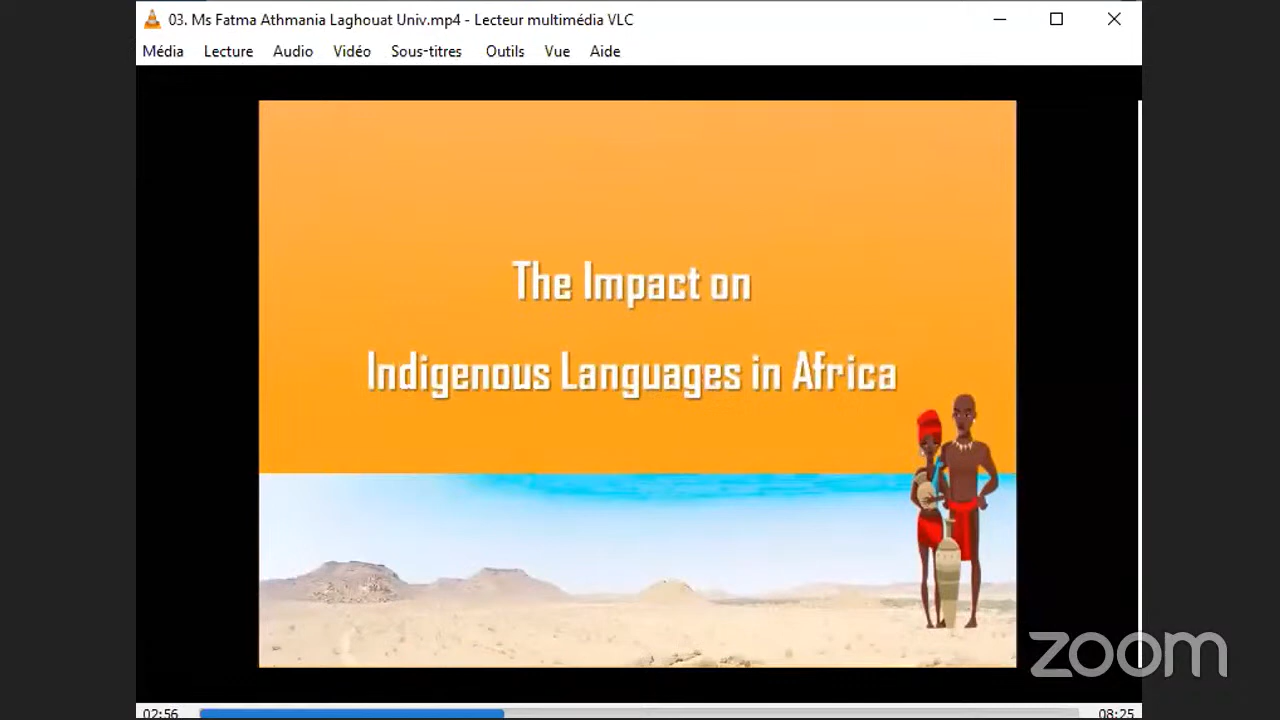 03. Ms Fatma Athmania Laghouat Univ.mp4 - Lecteur multimédia VLC
Média Lecture Audio Vidéo Sous-titres Outils Vue Aide
The Impact on
Indigenous Languages in Africa
zoom
02:56 08:25